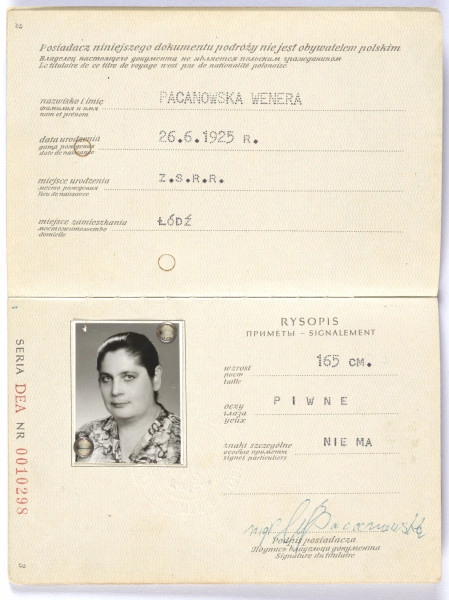 Posiadacz niniejszego dokumentu podróży nie jest obywatelem polskim
Владелец настоящего документа не является польским гражданином
Le titulaire de ce titre de voyage n'est pas de nationalité polonaise
nazwisko i imię PACANOWSKA WENERA
фамилия и имя
nom et prénom
data urodzenia 26.6.1925 R.
дата рождения
date de naissance
miejsce urodzenia Z.S.R.R.
место рождения
lieu de naissance
miejsce zamieszkania ŁÓDŹ
местожительство
domicile
RYSOPIS
ПРИМЕТЫ – SIGNALEMENT
wzrost 165 CM.
рост
taille
oczy PIWNE
глаза
yeux
znaki szczególne NIE MA
особые приметы
signes particuliers
SERIA DEA NR 0010298
Pacanowska
Podpis posiadacza
Подпись владельца документа
Signature du titulaire